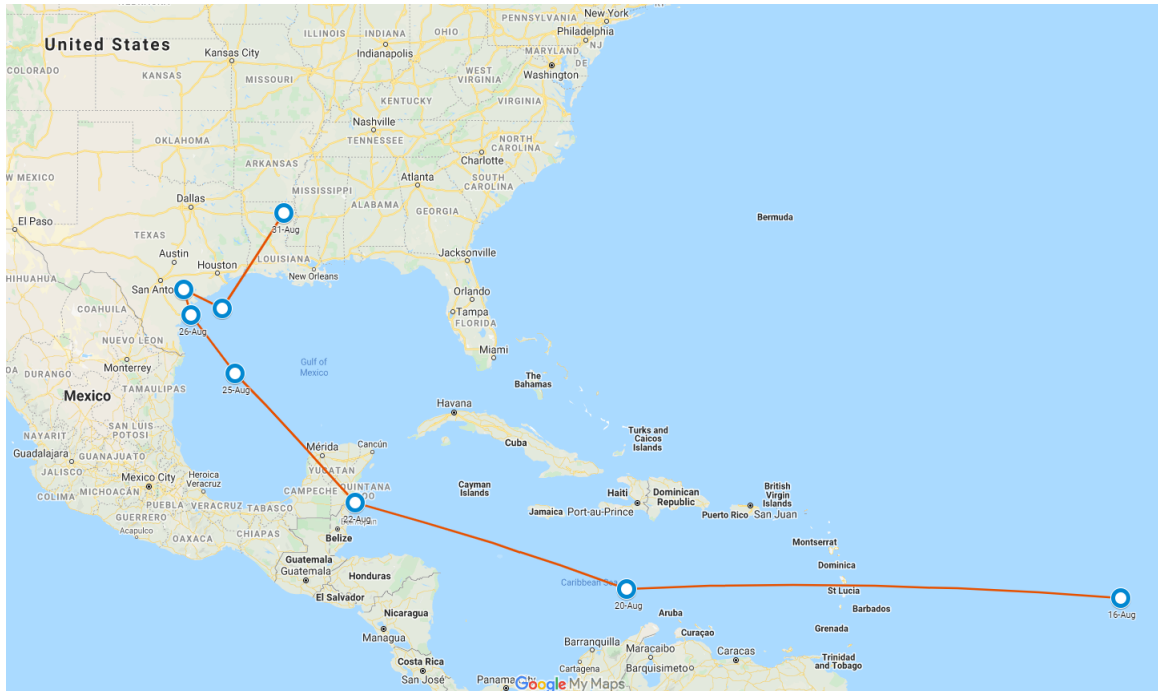 New York
PENNSYLVANIA
Philadelphia
United States
ILLINOIS
INDIANA
OHIO
NJ
Kansas City
Indianapolis
MARYLAND
DE
COLORADO
KANSAS
MISSOURI
WEST
VIRGINIA
Washington
KENTUCKY
VIRGINIA
Nashville
OKLAHOMA
TENNESSEE
NORTH
CAROLINA
ARKANSAS
Charlotte
W MEXICO
Atlanta
SOUTH
CAROLINA
MISSISSIPPI
Dallas
ALABAMA
GEORGIA
El Paso
31-Aug
Bermuda
TEXAS
Austin
LOUISIANA
Jacksonville
Houston
HIHUAHUA
San Anto
New Orleans
COAHUILA
Orlando
Tampa
FLORIDA
26-Aug
NUEVO LEON
Miami
Gulf of
Mexico
DURANGO
Monterrey
The
Bahamas
25-Aug
TAMAULIPAS
Mexico
Havana
SAN LUIS
POTOSI
NAYARIT
Turks and
Caicos
Islands
Cuba
Guadalajara
GUANAJUATO
Mérida
Cancún
JALISCO
YUCATAN
Mexico City
Heroica
Veracruz
CAMPECHE
QUINTANA
OO
Cayman
Islands
Haiti
Dominican
Republic
British
Virgin
Islands
COLIMA
MICHOACÁN
PUEBLA
VERACRUZ
TABASCO
Jamaica
Port-au-Prince
Puerto Rico
San Juan
GUERRERO
22-Aug
Acapulco
OAXACA
CHIAPAS
Belize
Montserrat
Guatemala
Guatemala
Honduras
Dominica
Caribbean Sea
El Salvador
20-Aug
St Lucia
Barbados
16-Aug
Nicaragua
Aruba
Managua
Curaçao
Grenada
Barranquilla
Maracaibo
Caracas
Costa Rica
San José
Cartagena
Barquisimeto
Trinidad
and Tobago
Google My Maps